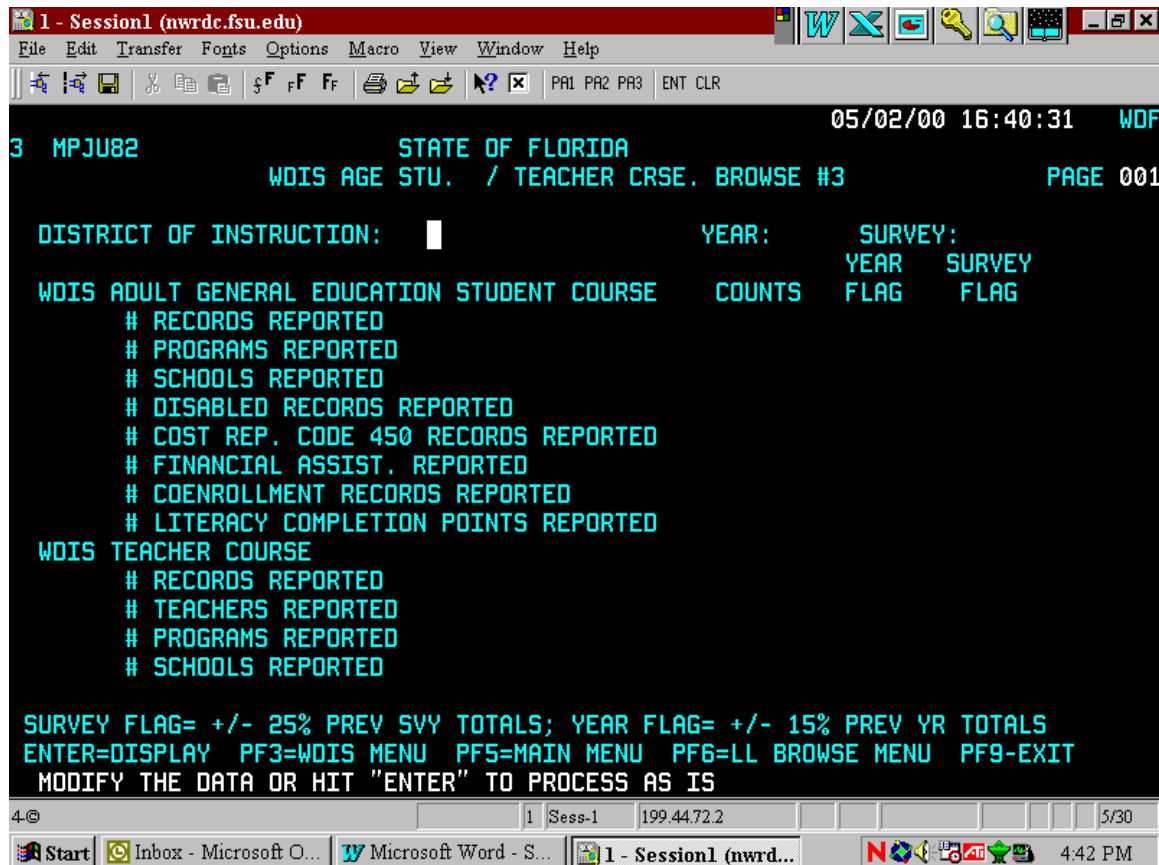 1 - Session1 (nwrdc.fsu.edu)
File Edit Transfer Fonts Options Macro View Window Help
PA1 PA2 PA3 ENT CLR
05/02/00 16:40:31 WDF
3 MPJU82 STATE OF FLORIDA
WDIS AGE STU. / TEACHER CRSE. BROWSE #3 PAGE 001
DISTRICT OF INSTRUCTION: YEAR: SURVEY:
YEAR SURVEY
WDIS ADULT GENERAL EDUCATION STUDENT COURSE COUNTS FLAG FLAG
# RECORDS REPORTED
# PROGRAMS REPORTED
# SCHOOLS REPORTED
# DISABLED RECORDS REPORTED
# COST REP. CODE 450 RECORDS REPORTED
# FINANCIAL ASSIST. REPORTED
# COENROLLMENT RECORDS REPORTED
# LITERACY COMPLETION POINTS REPORTED
WDIS TEACHER COURSE
# RECORDS REPORTED
# TEACHERS REPORTED
# PROGRAMS REPORTED
# SCHOOLS REPORTED
SURVEY FLAG= +/- 25% PREV SVY TOTALS; YEAR FLAG= +/- 15% PREV YR TOTALS
ENTER=DISPLAY PF3=WDIS MENU PF5=MAIN MENU PF6=LL BROWSE MENU PF9-EXIT
MODIFY THE DATA OR HIT "ENTER" TO PROCESS AS IS
4-© 1 Sess-1 199.44.72.2 5/30
Start Inbox - Microsoft O... Microsoft Word - S... 1 - Session1 (nwrd... 4:42 PM